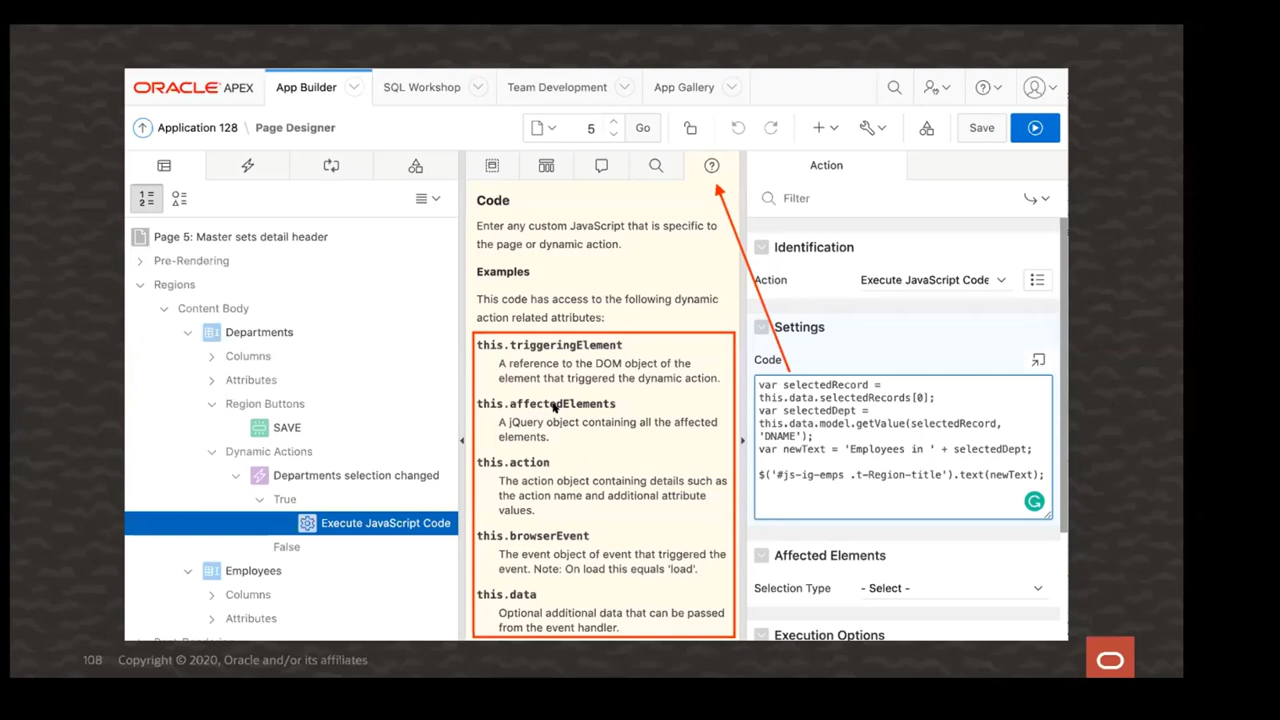 ORACLE APEX
App Builder
SQL Workshop
Team Development
App Gallery
Application 128 \ Page Designer
5
Go
Save
Page 5: Master sets detail header
Pre-Rendering
Regions
Content Body
Departments
Columns
Attributes
Region Buttons
SAVE
Dynamic Actions
Departments selection changed
True
Execute JavaScript Code
False
Employees
Columns
Attributes
Code
Enter any custom JavaScript that is specific to
the page or dynamic action.
Examples
This code has access to the following dynamic
action related attributes:
this.triggeringElement
A reference to the DOM object of the
element that triggered the dynamic action.
this.affectedElements
A jQuery object containing all the affected
elements.
this.action
The action object containing details such as
the action name and additional attribute
values.
this.browserEvent
The event object of event that triggered the
event. Note: On load this equals 'load'.
this.data
Optional additional data that can be passed
from the event handler.
Action
Filter
Identification
Action
Execute JavaScript Code
Settings
Code
var selectedRecord =
this.data.selectedRecords[0];
var selectedDept =
this.data.model.getValue(selectedRecord,
'DNAME');
var newText = 'Employees in ' + selectedDept;
$('#js-ig-emps .t-Region-title').text(newText);
Affected Elements
Selection Type
- Select -
Execution Options
108
Copyright © 2020, Oracle and/or its affiliates